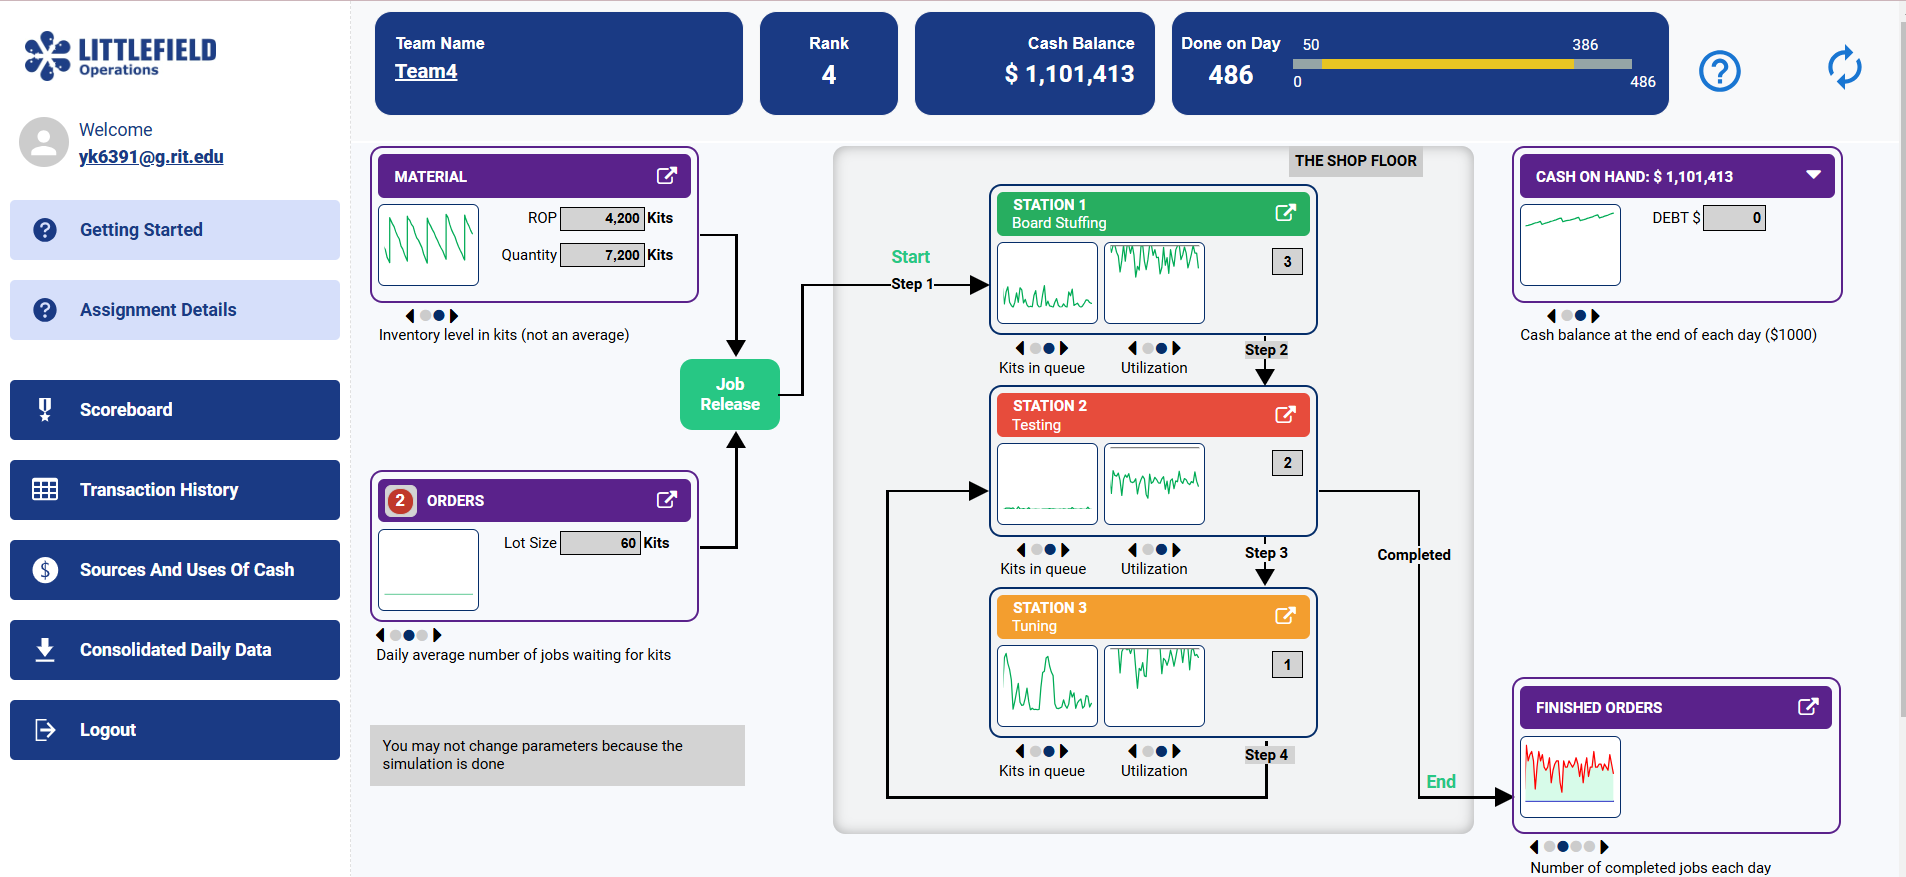 LITTLEFIELD
Operations
Welcome
yk6391@g.rit.edu
Getting Started
Assignment Details
Scoreboard
Transaction History
Sources And Uses Of Cash
Consolidated Daily Data
Logout
Team Name
Team4
Rank
4
Cash Balance
$ 1,101,413
Done on Day
486
50 386
0 486
MATERIAL
ROP 4,200 Kits
Quantity 7,200 Kits
Inventory level in kits (not an average)
Job
Release
2 ORDERS
Lot Size 60 Kits
Daily average number of jobs waiting for kits
You may not change parameters because the
simulation is done
THE SHOP FLOOR
Start
Step 1
STATION 1
Board Stuffing
3
Kits in queue
Utilization
Step 2
STATION 2
Testing
2
Kits in queue
Utilization
Step 3
STATION 3
Tuning
1
Kits in queue
Utilization
Step 4
Completed
End
CASH ON HAND: $ 1,101,413
DEBT $ 0
Cash balance at the end of each day ($1000)
FINISHED ORDERS
Number of completed jobs each day